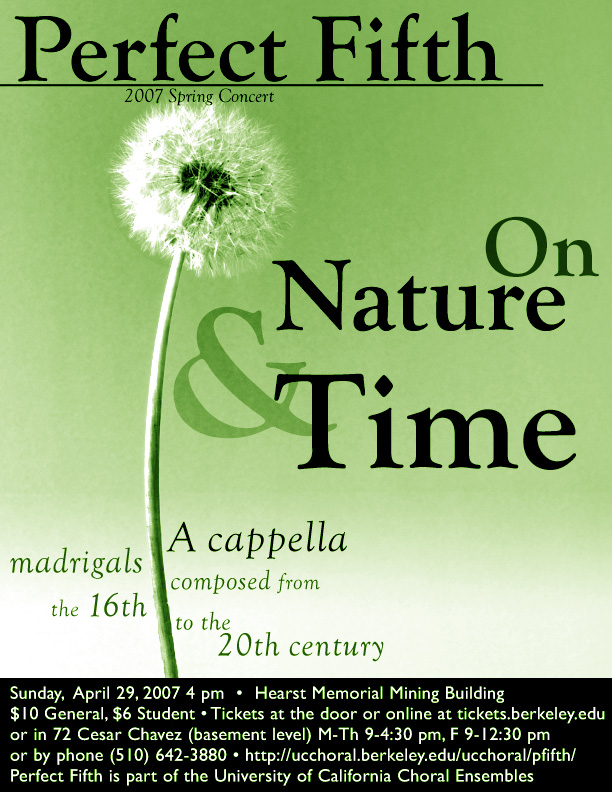 Perfect Fifth
2007 Spring Concert
On
Nature
&
Time
A cappella
madrigals
composed from
the 16th
to the
20th century
Sunday, April 29, 2007 4 pm • Hearst Memorial Mining Building
$10 General, $6 Student • Tickets at the door or online at tickets.berkeley.edu
or in 72 Cesar Chavez (basement level) M-Th 9-4:30 pm, F 9-12:30 pm
or by phone (510) 642-3880 • http://ucchoral.berkeley.edu/ucchoral/pfifth/
Perfect Fifth is part of the University of California Choral Ensembles